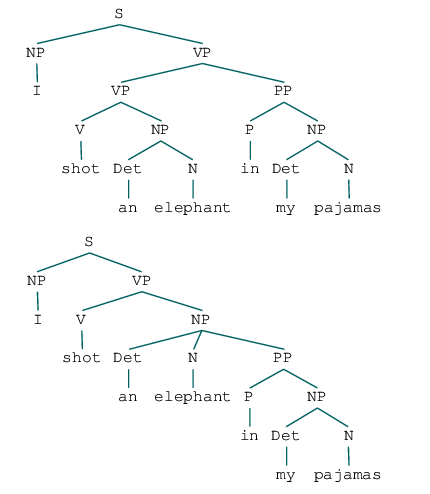 S
NP VP
I VP PP
V NP P NP
shot Det N in Det N
an elephant my pajamas
S
NP VP
I V NP
shot Det N PP
an elephant P NP
in Det N
my pajamas